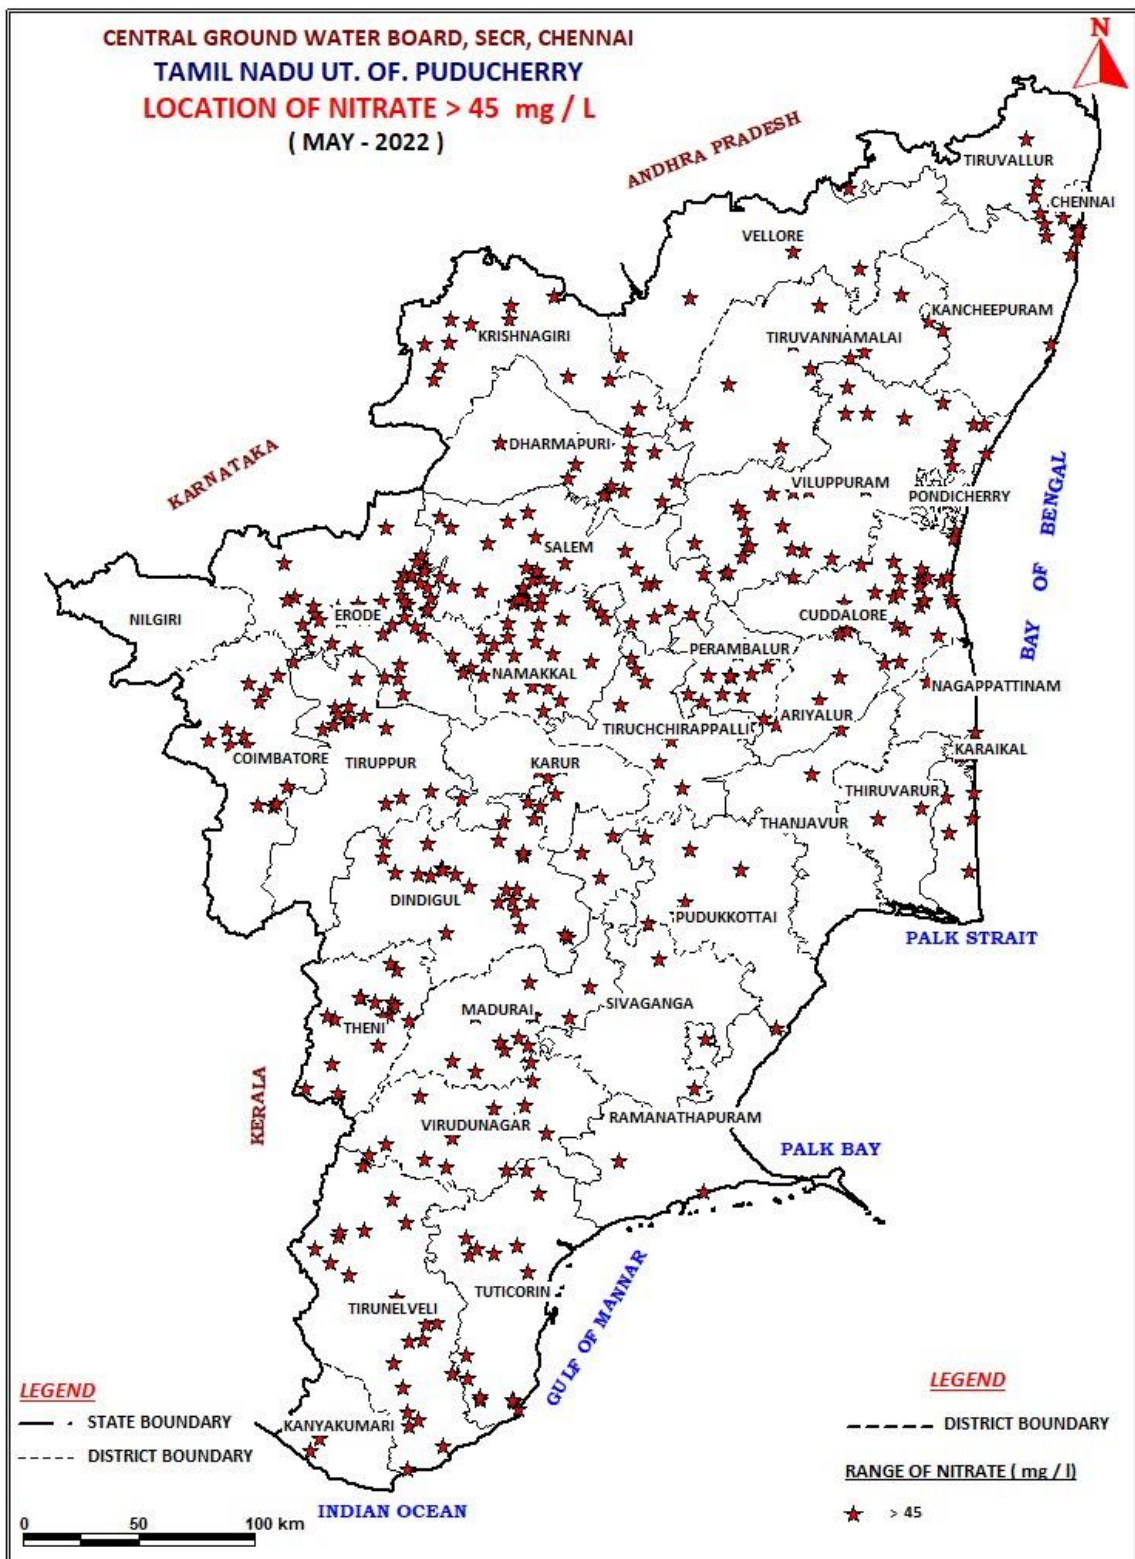 CENTRAL GROUND WATER BOARD, SECR, CHENNAI
TAMIL NADU UT. OF. PUDUCHERRY
LOCATION OF NITRATE > 45 mg / L
( MAY - 2022 )
N
ANDHRA PRADESH
TIRUVALLUR
CHENNAI
VELLORE
KANCHEEPURAM
KRISHNAGIRI
TIRUVANNAMALAI
DHARMAPURI
KARNATAKA
VILUPPURAM
PONDICHERRY
BAY OF BENGAL
SALEM
NILGIRI
ERODE
CUDDALORE
PERAMBALUR
NAMAKKAL
NAGAPPATTINAM
ARIYALUR
TIRUCHCHIRAPPALLI
KARAIKAL
COIMBATORE
TIRUPPUR
KARUR
THIRUVARUR
THANJAVUR
DINDIGUL
PUDUKKOTTAI
PALK STRAIT
MADURAI
SIVAGANGA
THENI
KERALA
RAMANATHAPURAM
VIRUDUNAGAR
PALK BAY
TUTICORIN
TIRUNELVELI
GULF OF MANNAR
LEGEND
STATE BOUNDARY
DISTRICT BOUNDARY
KANYAKUMARI
INDIAN OCEAN
0 50 100 km
LEGEND
DISTRICT BOUNDARY
RANGE OF NITRATE ( mg / l)
> 45